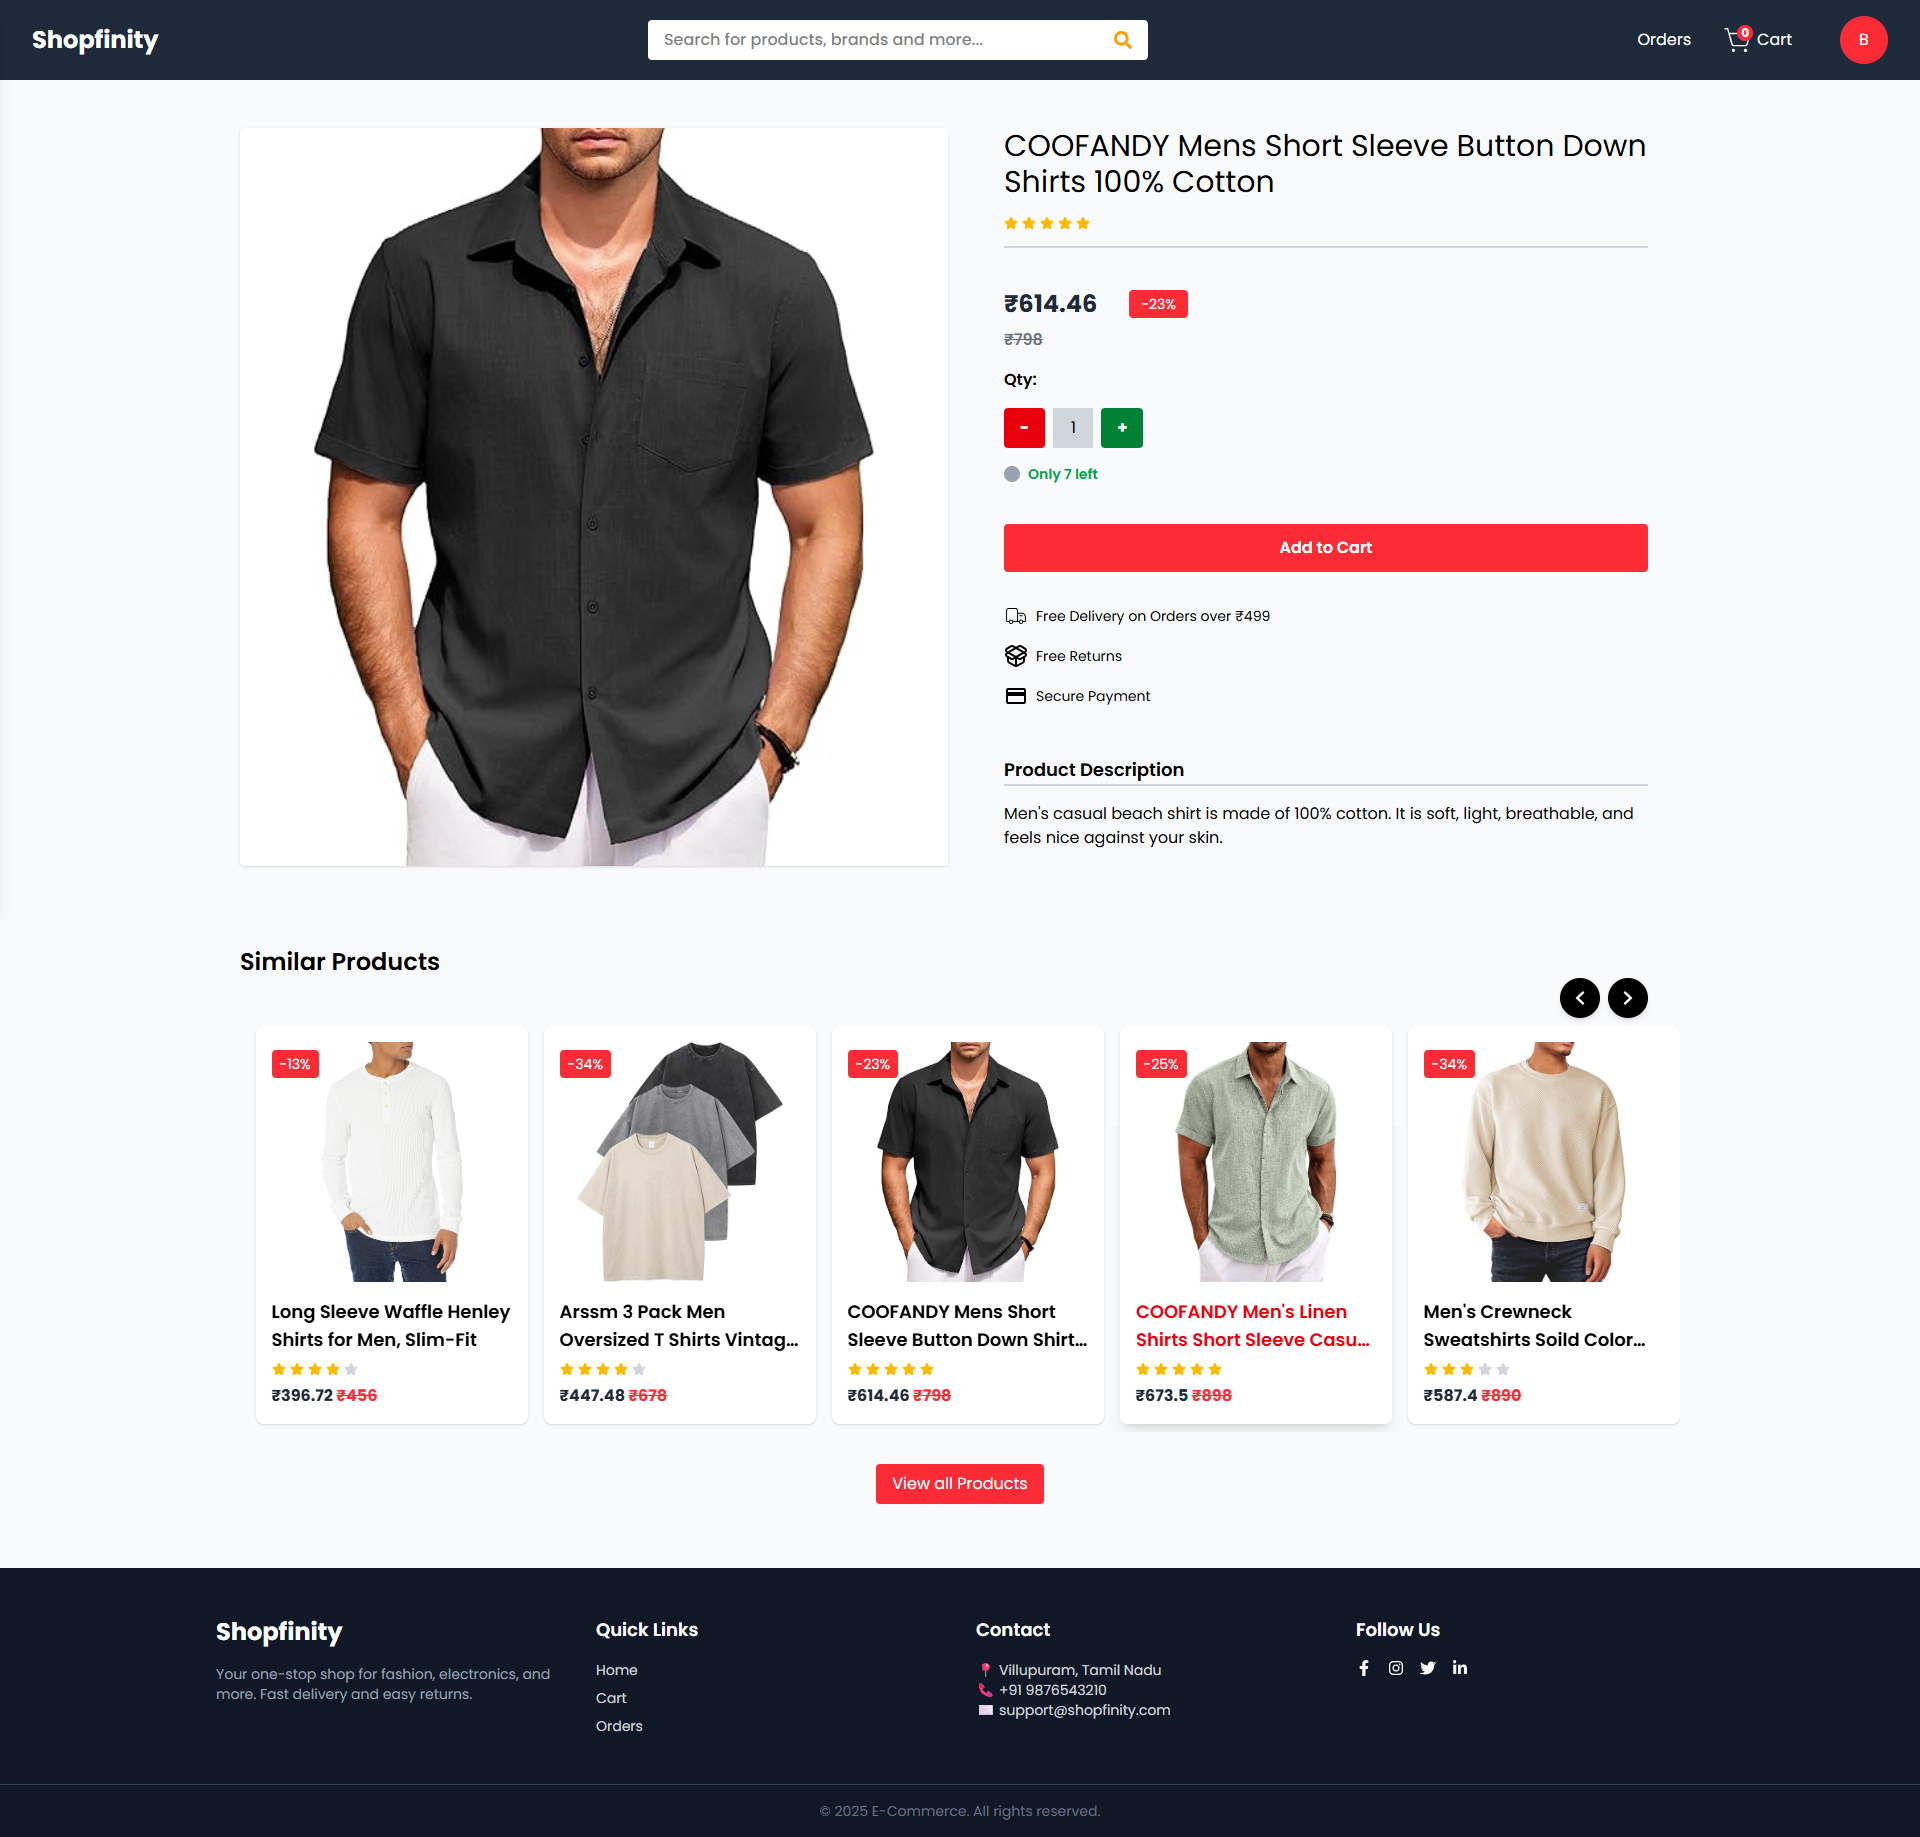 Shopfinity
Search for products, brands and more...
Orders
0
Cart
B
COOFANDY Mens Short Sleeve Button Down
Shirts 100% Cotton
₹614.46
-23%
₹798
Qty:
-
1
+
Only 7 left
Add to Cart
Free Delivery on Orders over ₹499
Free Returns
Secure Payment
Product Description
Men's casual beach shirt is made of 100% cotton. It is soft, light, breathable, and
feels nice against your skin.
Similar Products
-13%
Long Sleeve Waffle Henley
Shirts for Men, Slim-Fit
₹396.72 ₹456
-34%
Arssm 3 Pack Men
Oversized T Shirts Vintag...
₹447.48 ₹678
-23%
COOFANDY Mens Short
Sleeve Button Down Shirt...
₹614.46 ₹798
-25%
COOFANDY Men's Linen
Shirts Short Sleeve Casu...
₹673.5 ₹898
-34%
Men's Crewneck
Sweatshirts Soild Color...
₹587.4 ₹890
View all Products
Shopfinity
Your one-stop shop for fashion, electronics, and
more. Fast delivery and easy returns.
Quick Links
Home
Cart
Orders
Contact
Villupuram, Tamil Nadu
+91 9876543210
support@shopfinity.com
Follow Us
© 2025 E-Commerce. All rights reserved.